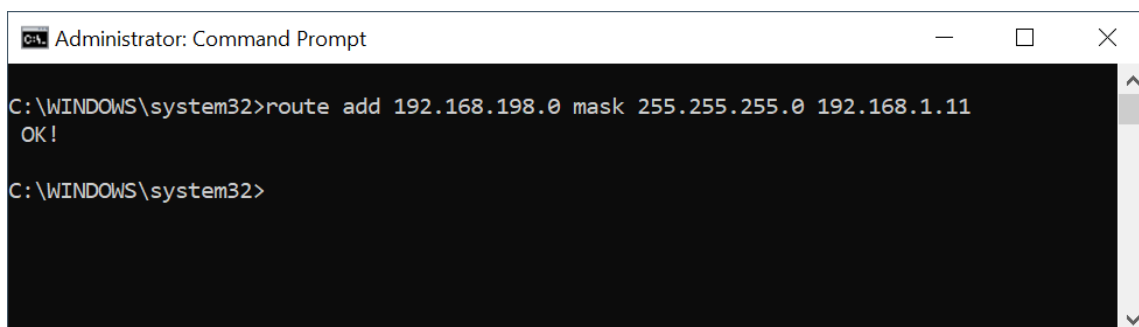 Administrator: Command Prompt
C:\WINDOWS\system32>route add 192.168.198.0 mask 255.255.255.0 192.168.1.11
OK!
C:\WINDOWS\system32>